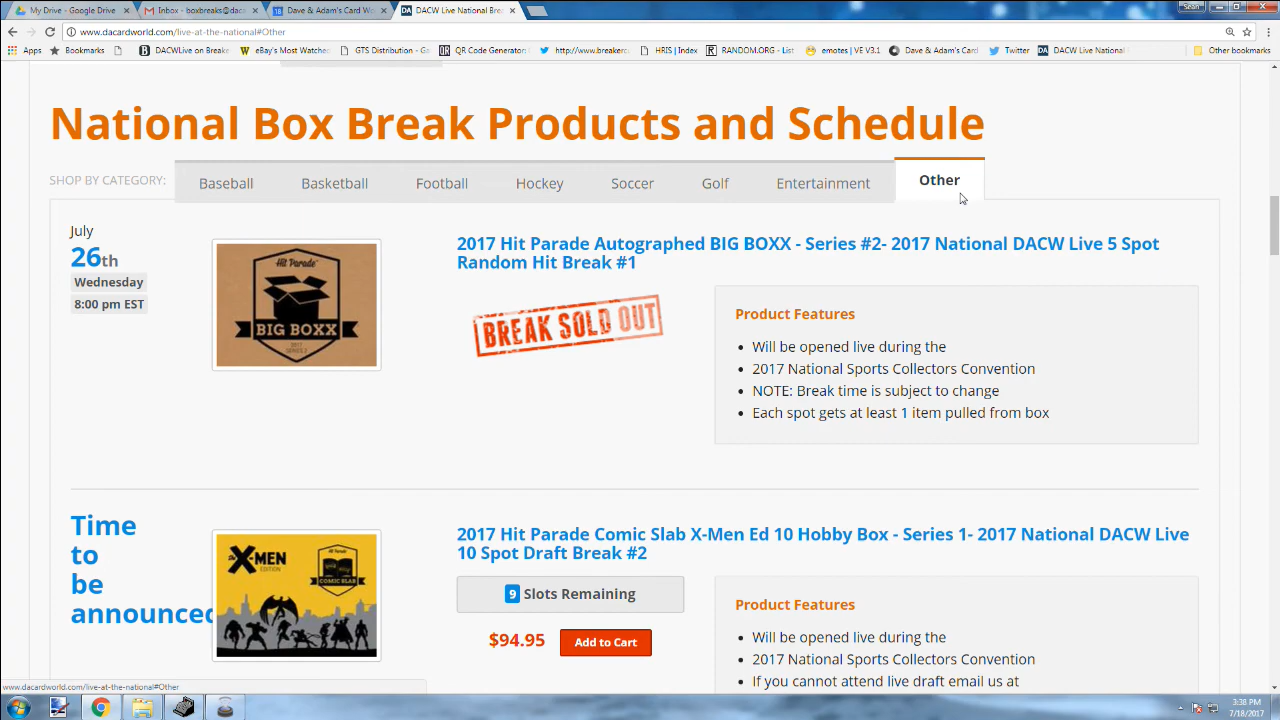 My Drive - Google Drive
Inbox - boxbreaks@dac
Dave & Adam's Card Wo
DACW Live National Bre
Sean
www.dacardworld.com/live-at-the-national#Other
Apps
Bookmarks
DACWLive on Breake
eBay's Most Watched
GTS Distribution - Ga
QR Code Generator
http://www.breakerc
HRIS | Index
RANDOM.ORG - List
emotes | VE V3.1
Dave & Adam's Card
Twitter
DACW Live National
Other bookmarks
National Box Break Products and Schedule
SHOP BY CATEGORY:
Baseball
Basketball
Football
Hockey
Soccer
Golf
Entertainment
Other
July
26th
Wednesday
8:00 pm EST
Hit Parade
BIG BOXX
2017
SERIES 2
2017 Hit Parade Autographed BIG BOXX - Series #2- 2017 National DACW Live 5 Spot
Random Hit Break #1
BREAK SOLD OUT
Product Features
Will be opened live during the
2017 National Sports Collectors Convention
NOTE: Break time is subject to change
Each spot gets at least 1 item pulled from box
Time
to
be
announced
X-MEN
EDITION
Hit Parade
COMIC SLAB
2017 Hit Parade Comic Slab X-Men Ed 10 Hobby Box - Series 1- 2017 National DACW Live
10 Spot Draft Break #2
9 Slots Remaining
$94.95
Add to Cart
Product Features
Will be opened live during the
2017 National Sports Collectors Convention
If you cannot attend live draft email us at
www.dacardworld.com/live-at-the-national#Other
3:38 PM
7/18/2017